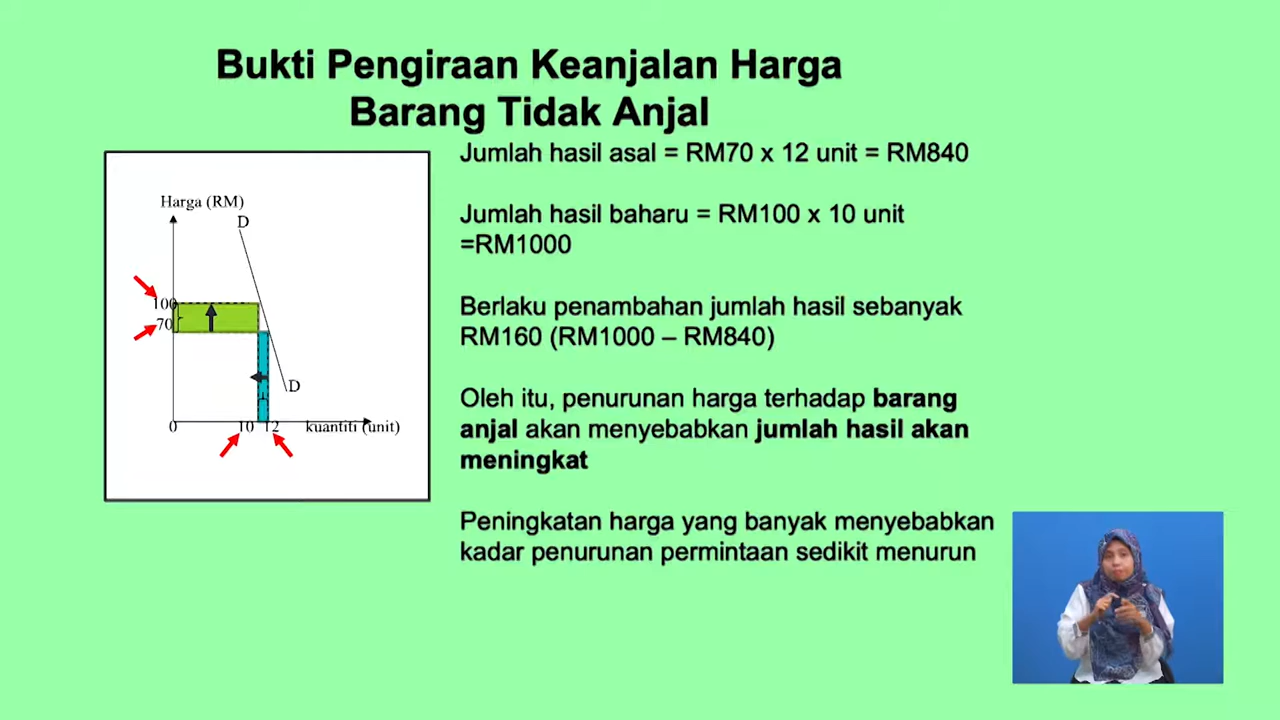 Bukti Pengiraan Keanjalan Harga
Barang Tidak Anjal
Jumlah hasil asal = RM70 x 12 unit = RM840
Jumlah hasil baharu = RM100 x 10 unit
=RM1000
Berlaku penambahan jumlah hasil sebanyak
RM160 (RM1000 – RM840)
Oleh itu, penurunan harga terhadap barang
anjal akan menyebabkan jumlah hasil akan
meningkat
Peningkatan harga yang banyak menyebabkan
kadar penurunan permintaan sedikit menurun
Harga (RM)
D
100
70
D
0
10
12
kuantiti (unit)